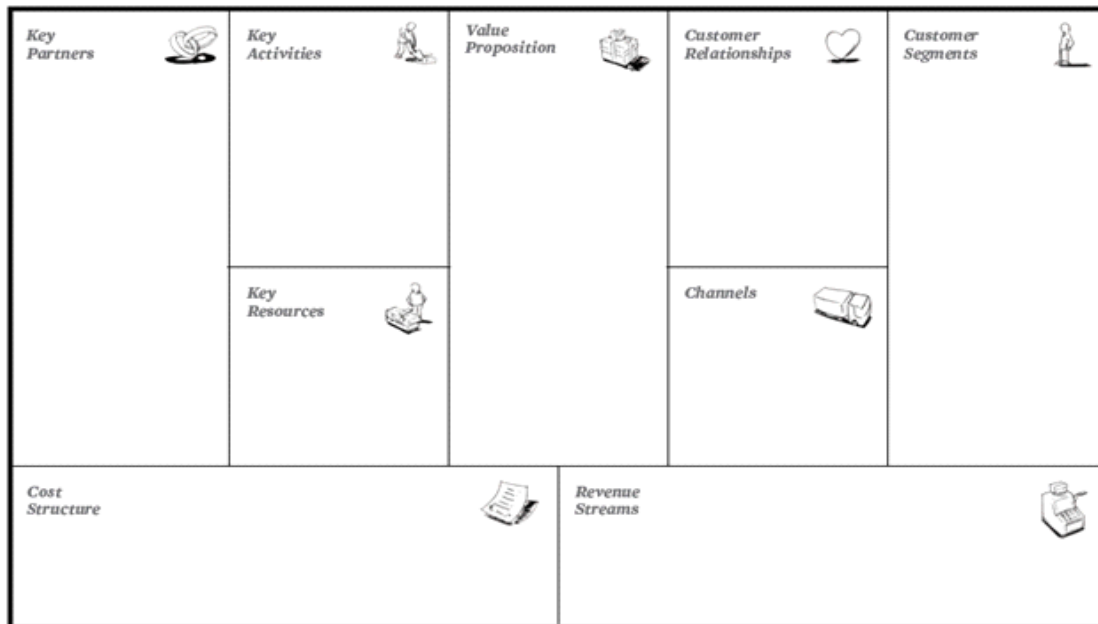 Key
Partners
Key
Activities
Value
Proposition
Customer
Relationships
Customer
Segments
Key
Resources
Channels
Cost
Structure
Revenue
Streams